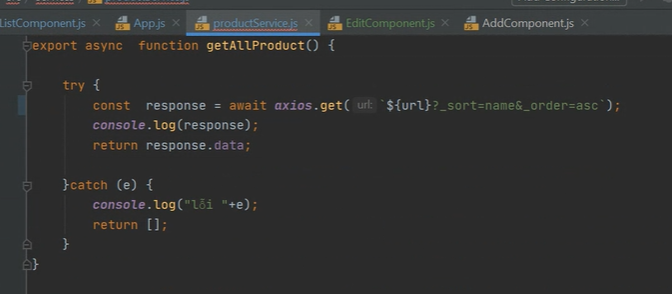 ListComponent.js App.js productService.js EditComponent.js AddComponent.js
export async function getAllProduct() {
try {
const response = await axios.get( url: `${url}?_sort=name&_order=asc`);
console.log(response);
return response.data;
}catch (e) {
console.log("lỗi "+e);
return [];
}
}